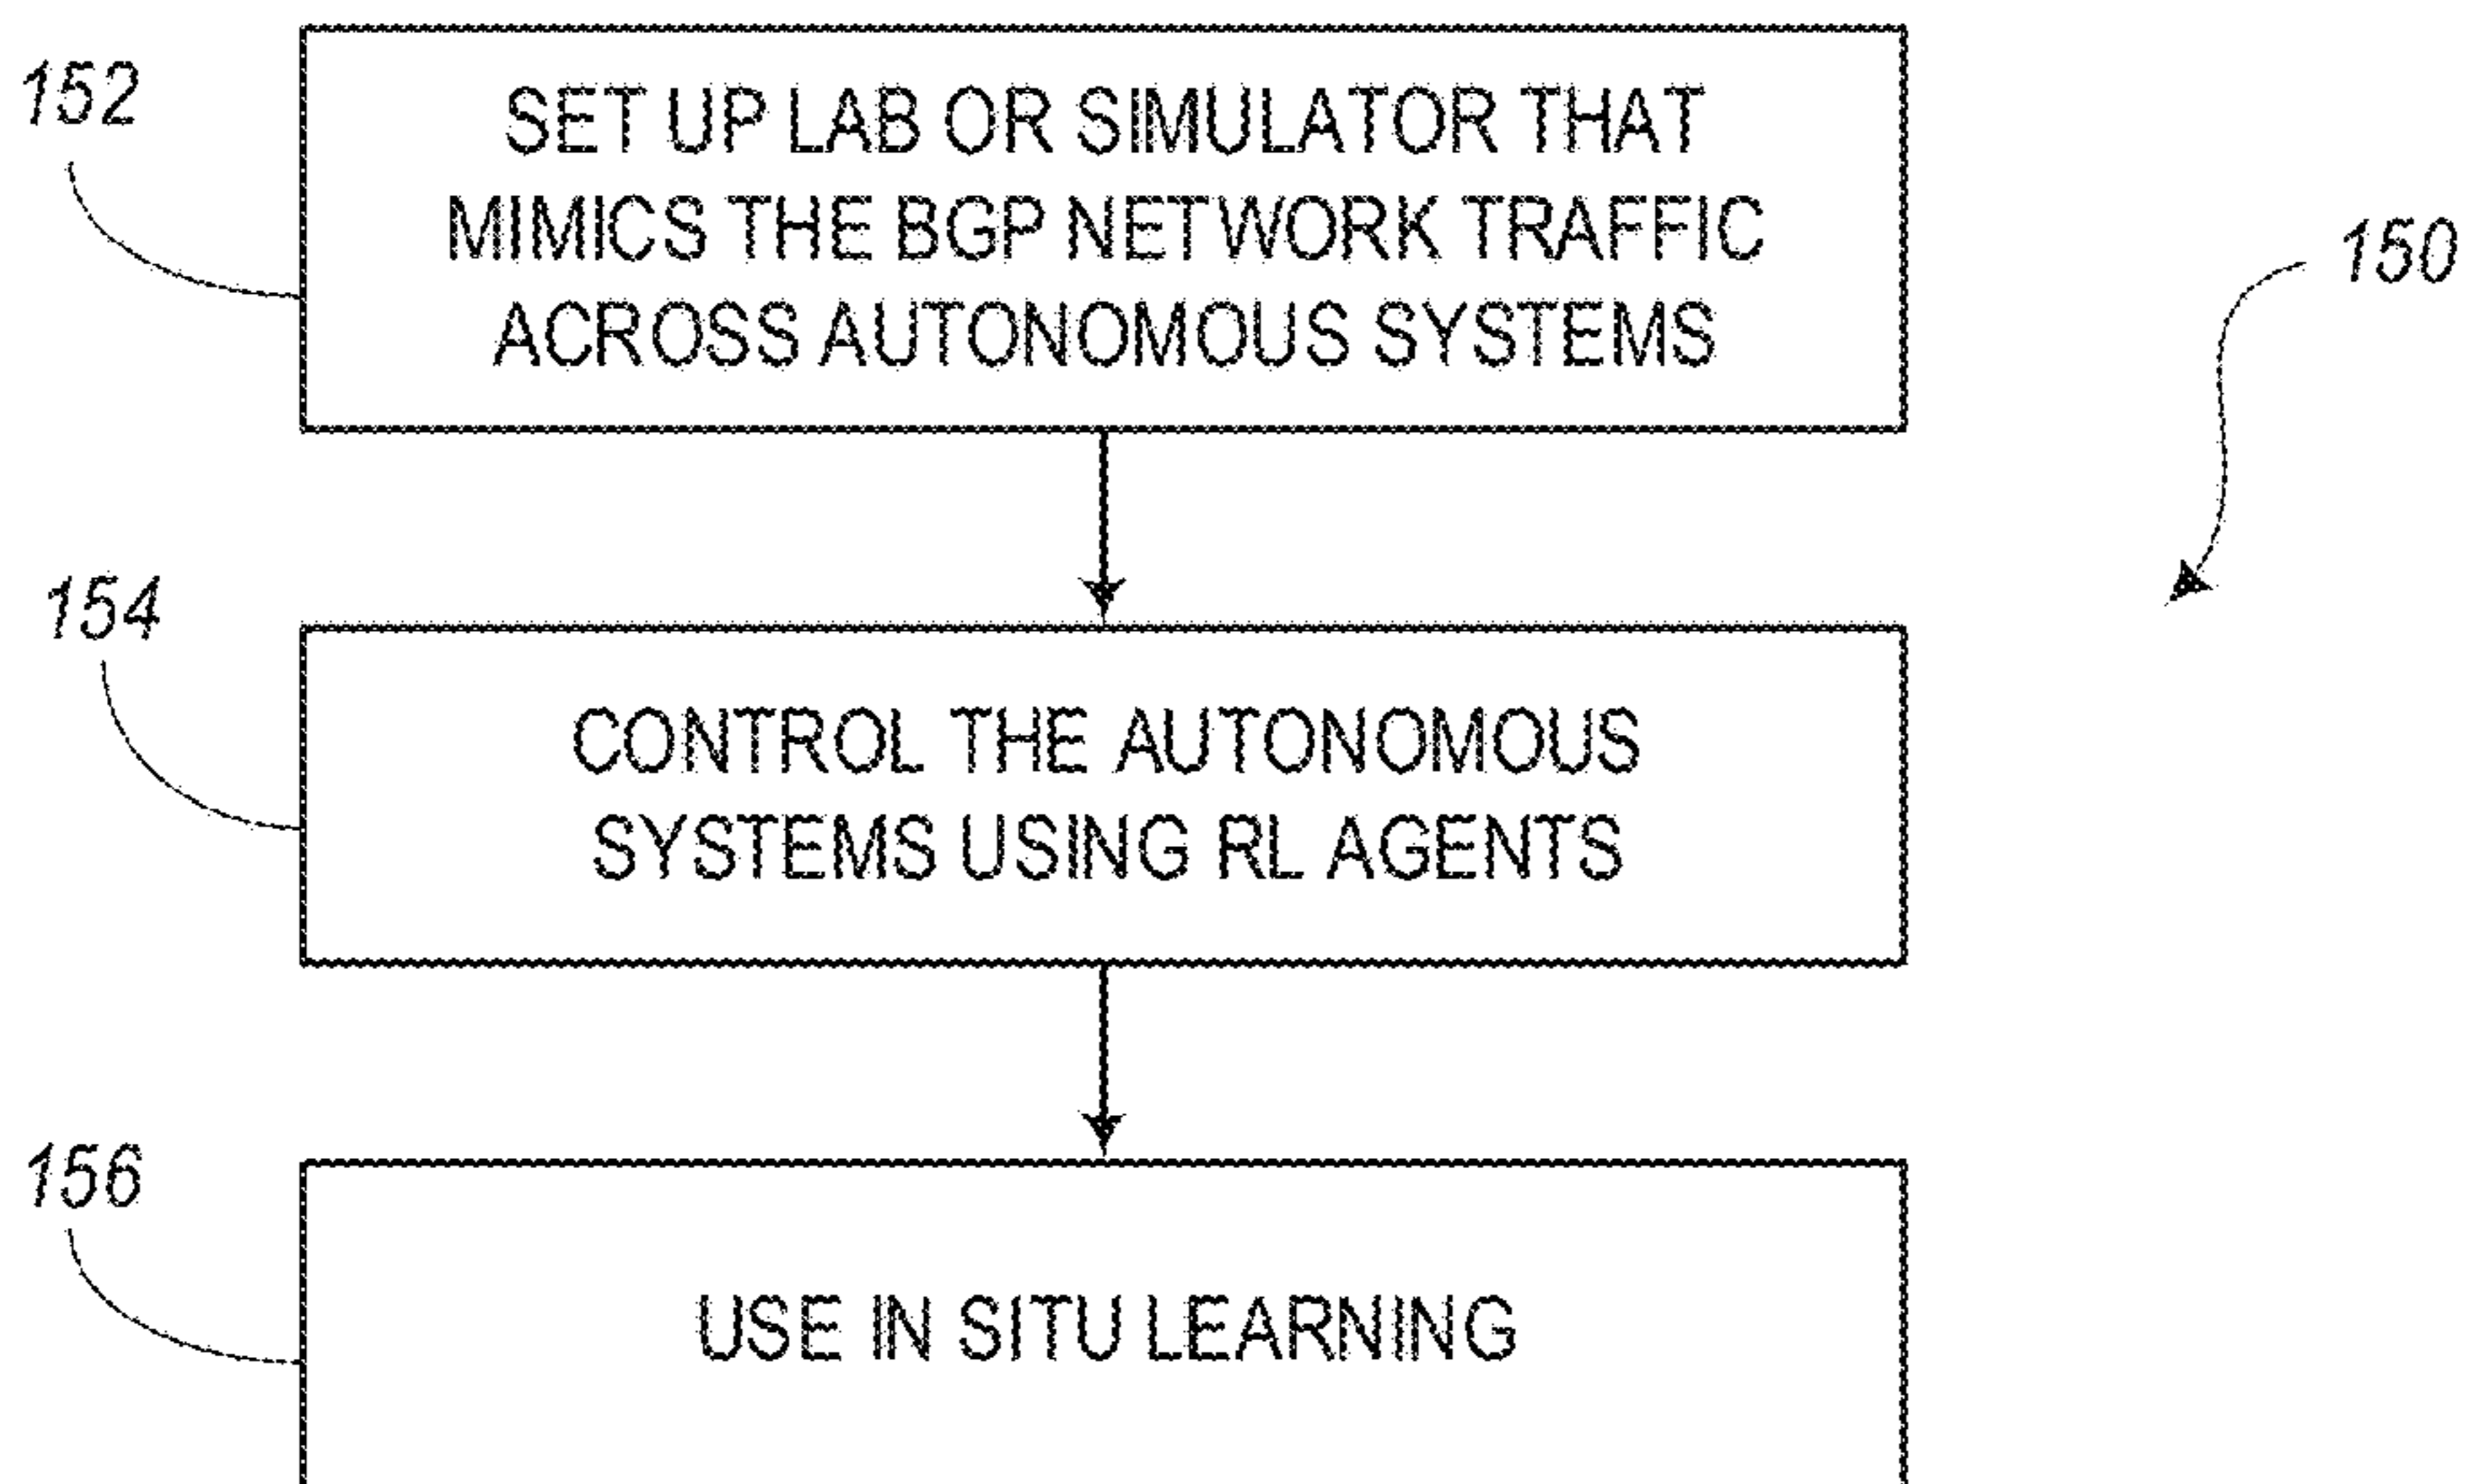 152
SET UP LAB OR SIMULATOR THAT
MIMICS THE BGP NETWORK TRAFFIC
ACROSS AUTONOMOUS SYSTEMS
150
154
CONTROL THE AUTONOMOUS
SYSTEMS USING RL AGENTS
156
USE IN SITU LEARNING